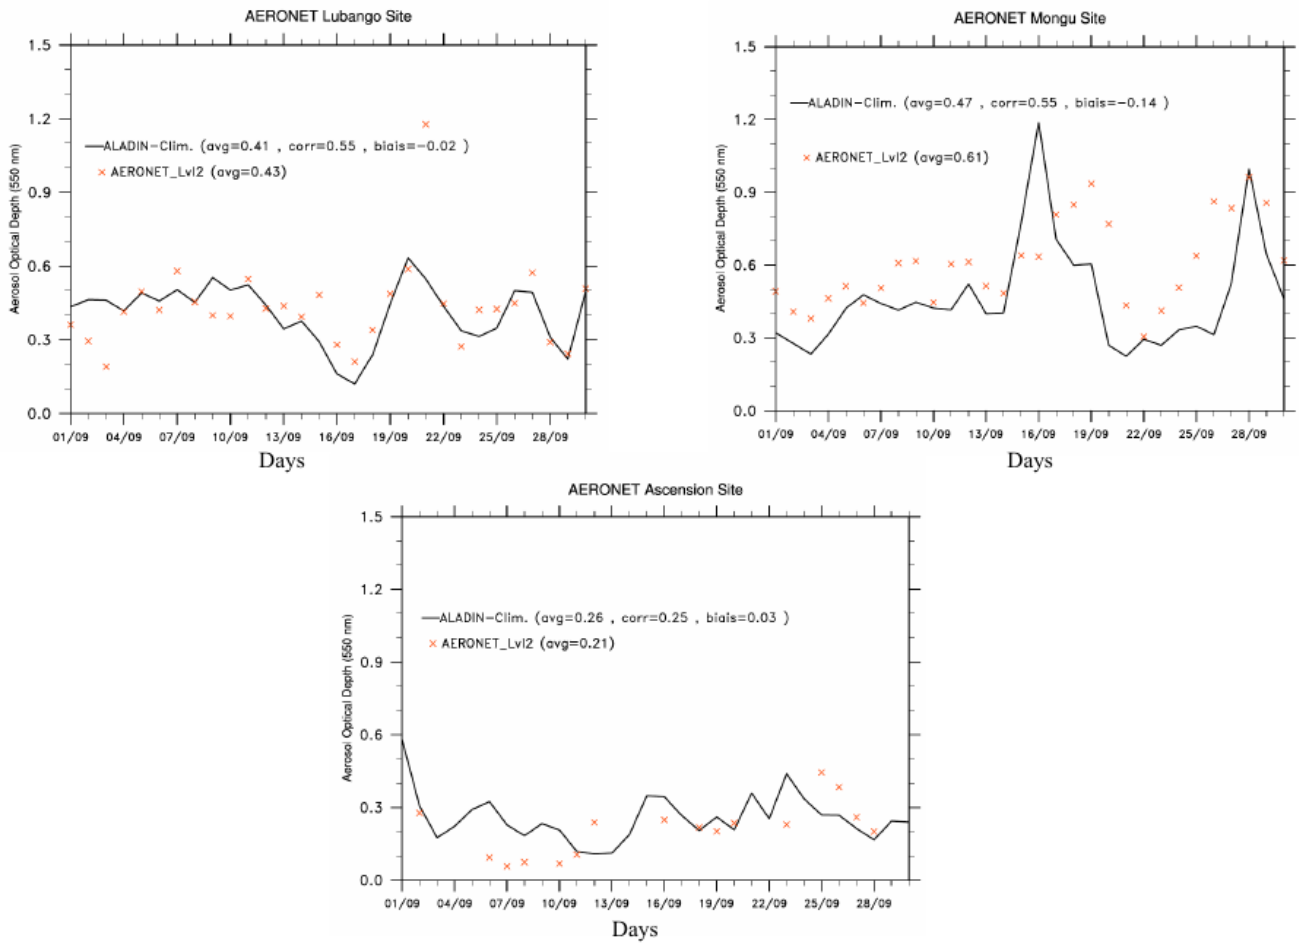 AERONET Lubango Site
Aerosol Optical Depth (550 nm)
1.5
1.2
0.9
0.6
0.3
0.0
ALADIN-Clim. (avg=0.41 , corr=0.55 , biais=-0.02 )
AERONET_Lvl2 (avg=0.43)
01/09 04/09 07/09 10/09 13/09 16/09 19/09 22/09 25/09 28/09
Days
AERONET Mongu Site
Aerosol Optical Depth (550 nm)
1.5
1.2
0.9
0.6
0.3
0.0
ALADIN-Clim. (avg=0.47 , corr=0.55 , biais=-0.14 )
AERONET_Lvl2 (avg=0.61)
01/09 04/09 07/09 10/09 13/09 16/09 19/09 22/09 25/09 28/09
Days
AERONET Ascension Site
Aerosol Optical Depth (550 nm)
1.5
1.2
0.9
0.6
0.3
0.0
ALADIN-Clim. (avg=0.26 , corr=0.25 , biais=0.03 )
AERONET_Lvl2 (avg=0.21)
01/09 04/09 07/09 10/09 13/09 16/09 19/09 22/09 25/09 28/09
Days